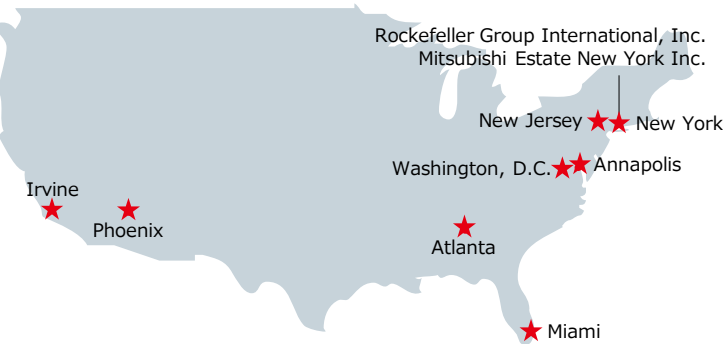 Rockefeller Group International, Inc.
Mitsubishi Estate New York Inc.
New Jersey
New York
Washington, D.C.
Annapolis
Irvine
Phoenix
Atlanta
Miami